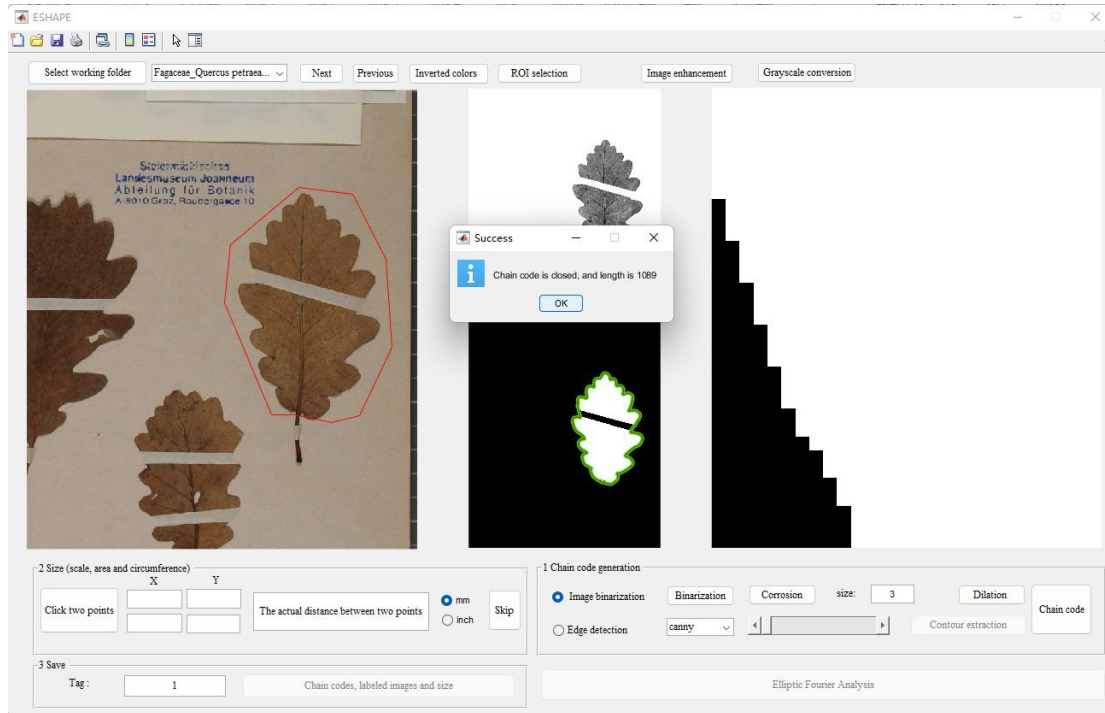 ESHAPE
Select working folder
Fagaceae_Quercus petraea...
Next
Previous
Inverted colors
ROI selection
Image enhancement
Grayscale conversion
Steiermärkisches
Landesmuseum Joanneum
Abteilung für Botanik
A-8010 Graz, Raubergasse 10
Success
Chain code is closed, and length is 1089
OK
2 Size (scale, area and circumference)
X Y
Click two points
The actual distance between two points
mm
inch
Skip
1 Chain code generation
Image binarization
Binarization
Corrosion
size:
3
Dilation
Chain code
Edge detection
canny
Contour extraction
3 Save
Tag :
1
Chain codes, labeled images and size
Elliptic Fourier Analysis